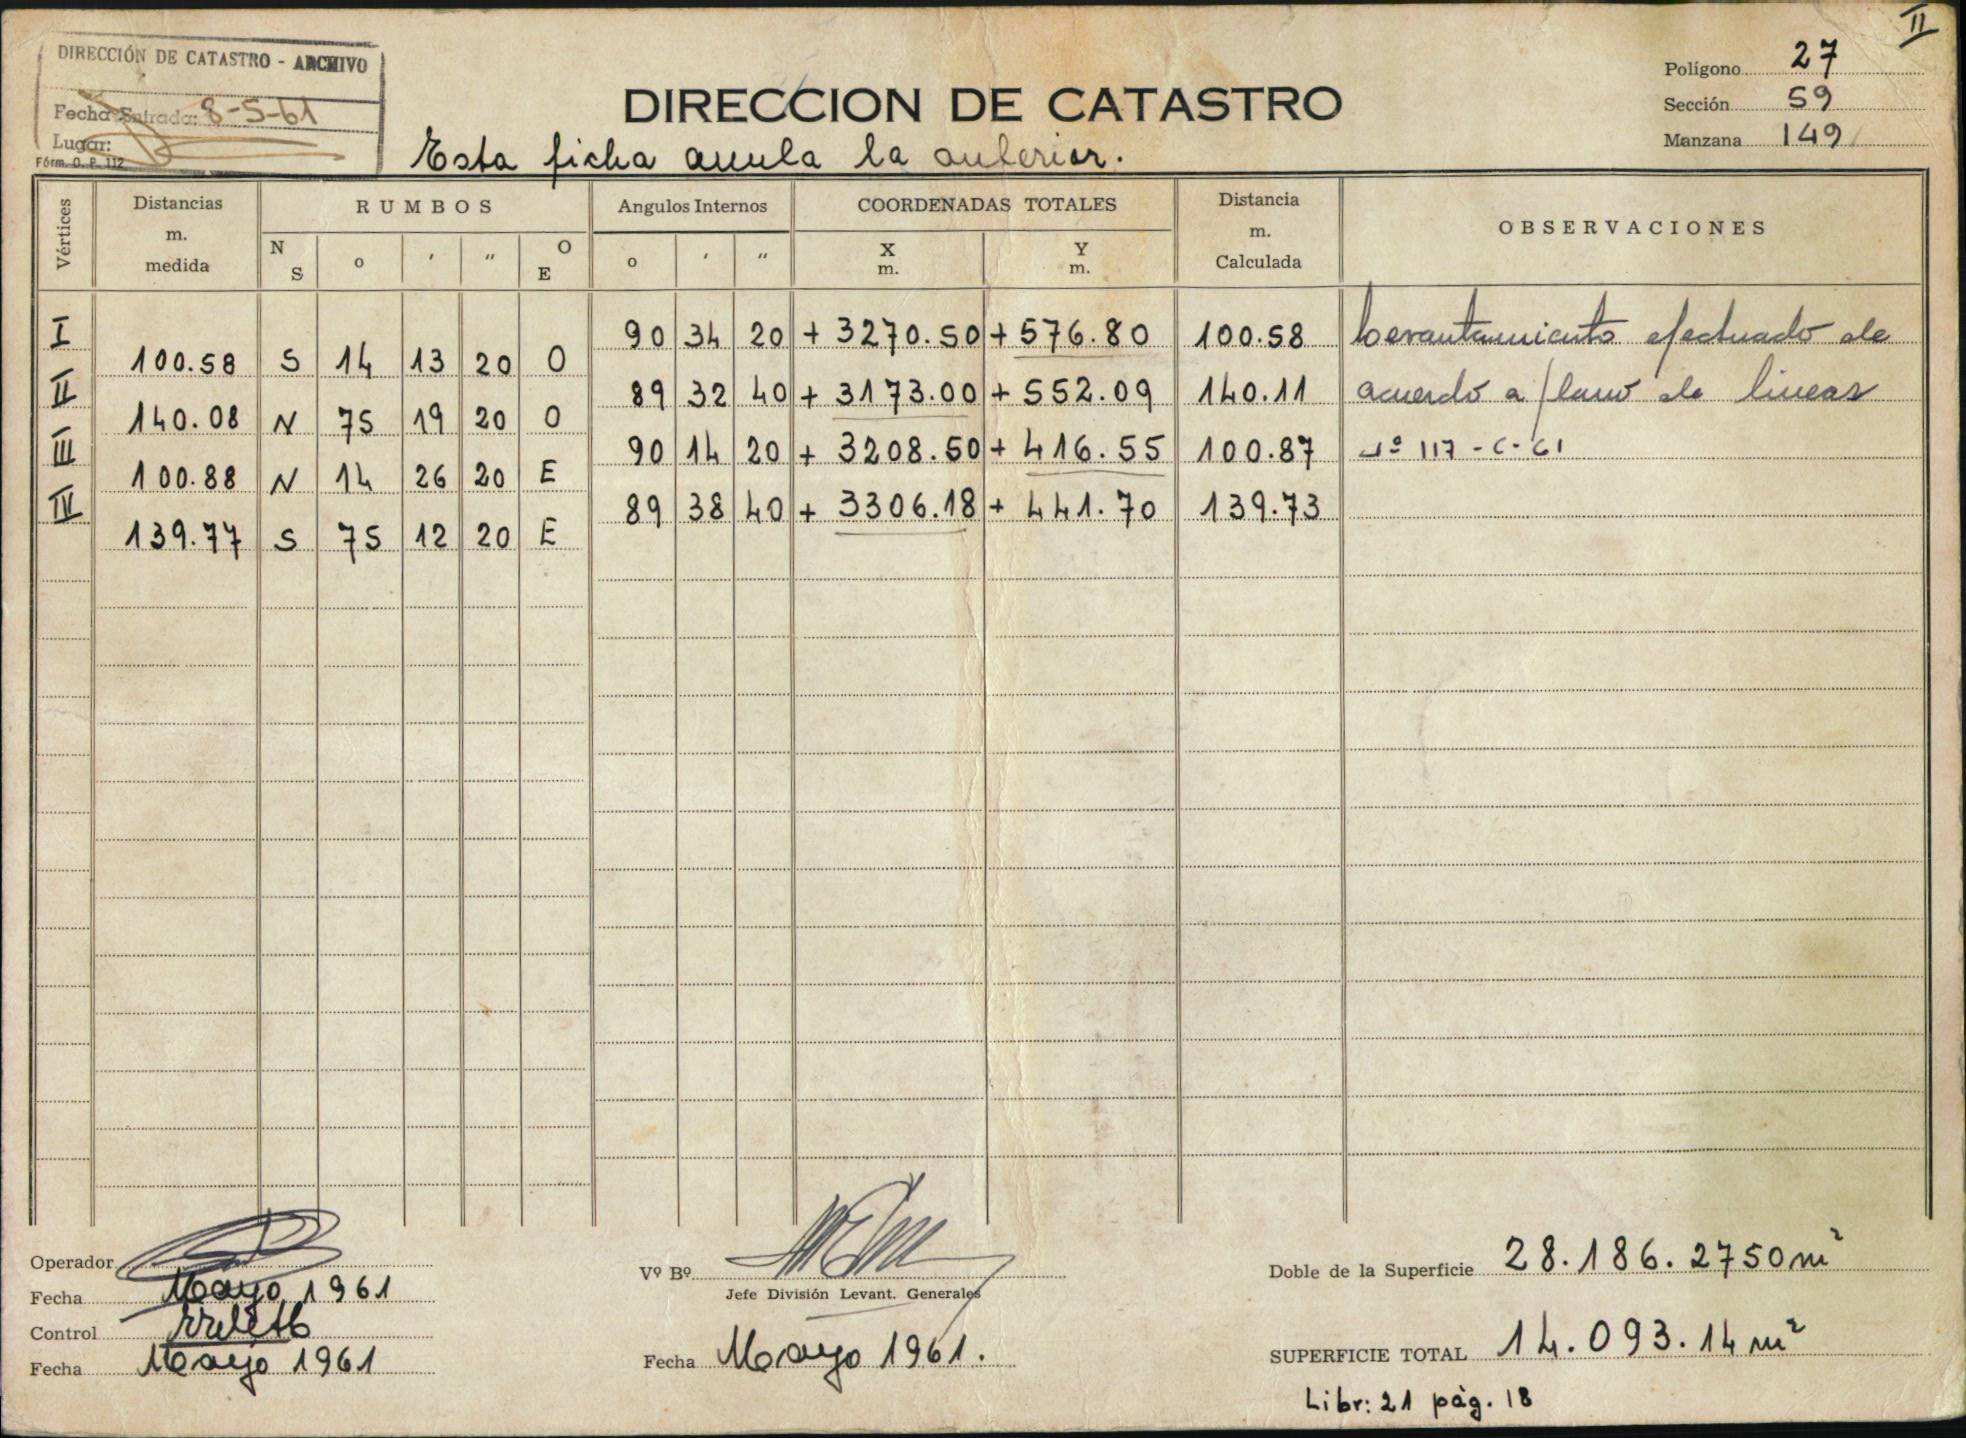 II
DIRECCIÓN DE CATASTRO - ARCHIVO
Fecha Entrada: 8-5-61
Lugar:
Fórm. O. P. 112
DIRECCION DE CATASTRO
Esta ficha anula la anterior.
Polígono 27
Sección 59
Manzana 149
Vértices Distancias m. medida RUMBOS Angulos Internos COORDENADAS TOTALES Distancia m. Calculada OBSERVACIONES
N S o ′ ″ O E o ′ ″ X m. Y m.
I 90 34 20 + 3270.50 + 576.80 100.58 Levantamiento efectuado de
100.58 S 14 13 20 O
II 89 32 40 + 3173.00 + 552.09 140.11 acuerdo a plano de lineas
140.08 N 75 19 20 O
III 90 14 20 + 3208.50 + 416.55 100.87 Nº 117-C-61
100.88 N 14 26 20 E
IV 89 38 40 + 3306.18 + 441.70 139.73
139.77 S 75 12 20 E
Operador
Fecha Mayo 1961
Control
Fecha Mayo 1961
Vº Bº
Jefe División Levant. Generales
Fecha Mayo 1961.
Doble de la Superficie 28.186.2750 m²
SUPERFICIE TOTAL 14.093.14 m²
Libr: 21 pàg. 18